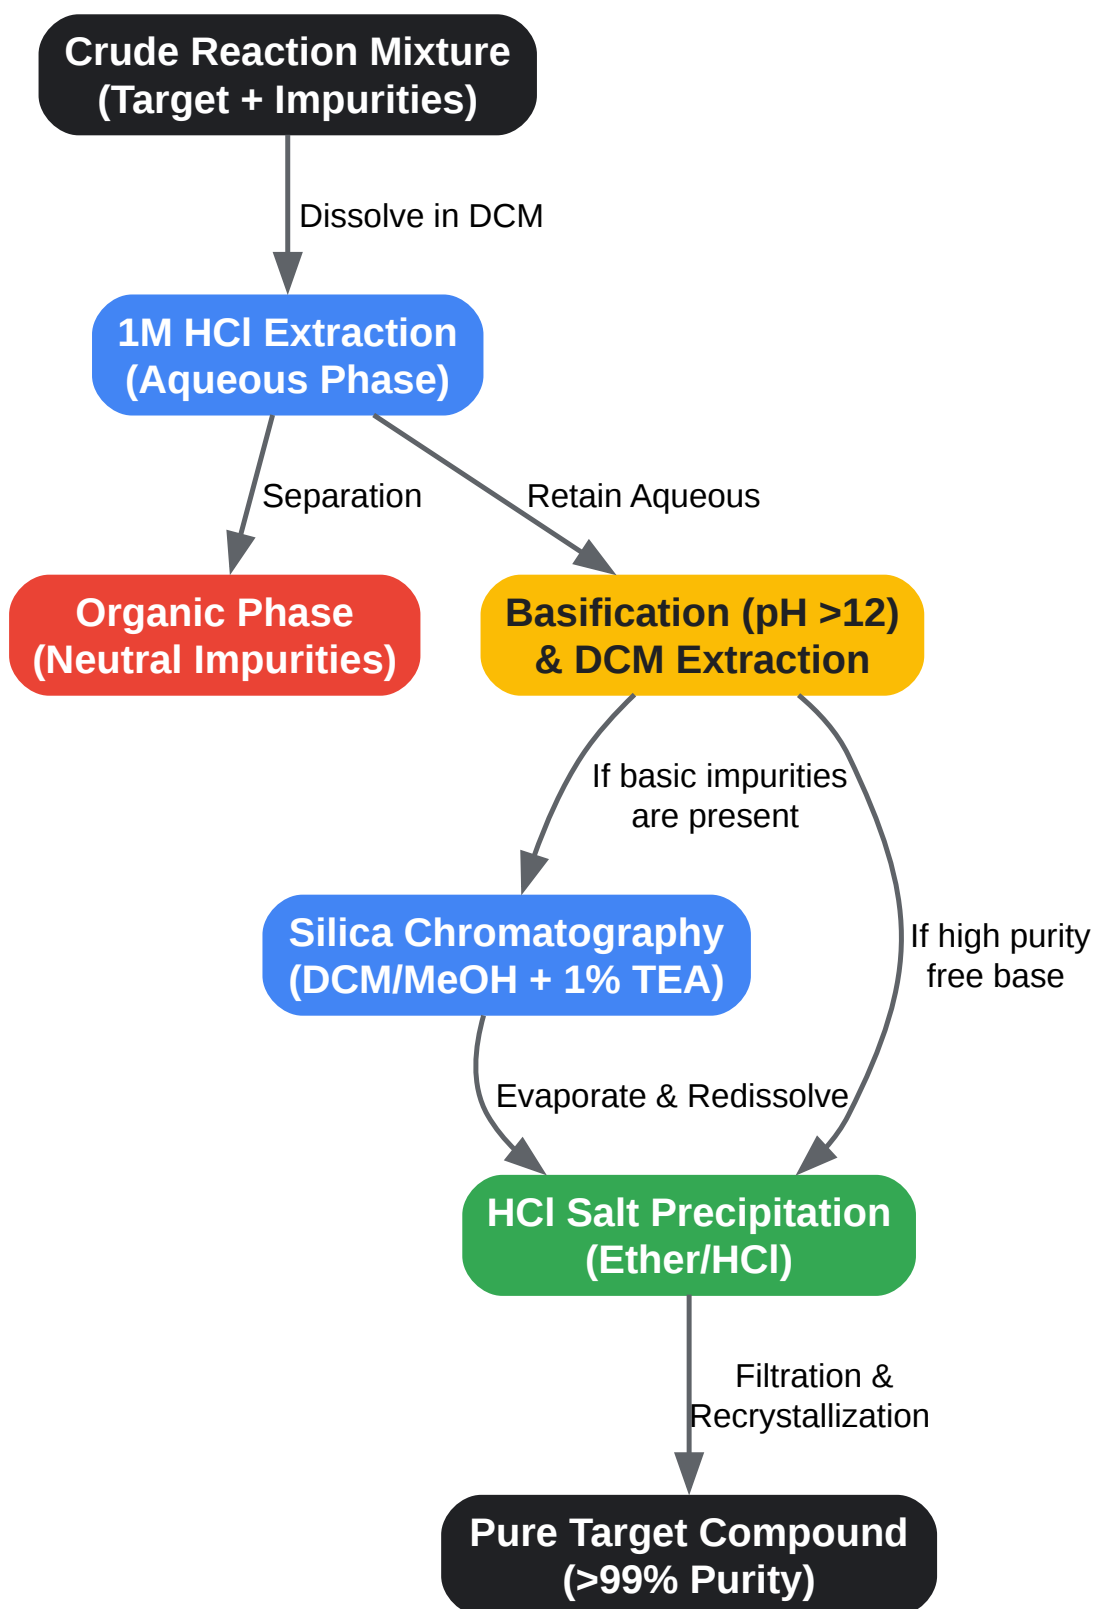 Crude Reaction Mixture
(Target + Impurities)
Dissolve in DCM
1M HCl Extraction
(Aqueous Phase)
Separation
Retain Aqueous
Organic Phase
(Neutral Impurities)
Basification (pH >12)
& DCM Extraction
If basic impurities
are present
Silica Chromatography
(DCM/MeOH + 1% TEA)
If high purity
free base
Evaporate & Redissolve
HCl Salt Precipitation
(Ether/HCl)
Filtration &
Recrystallization
Pure Target Compound
(>99% Purity)